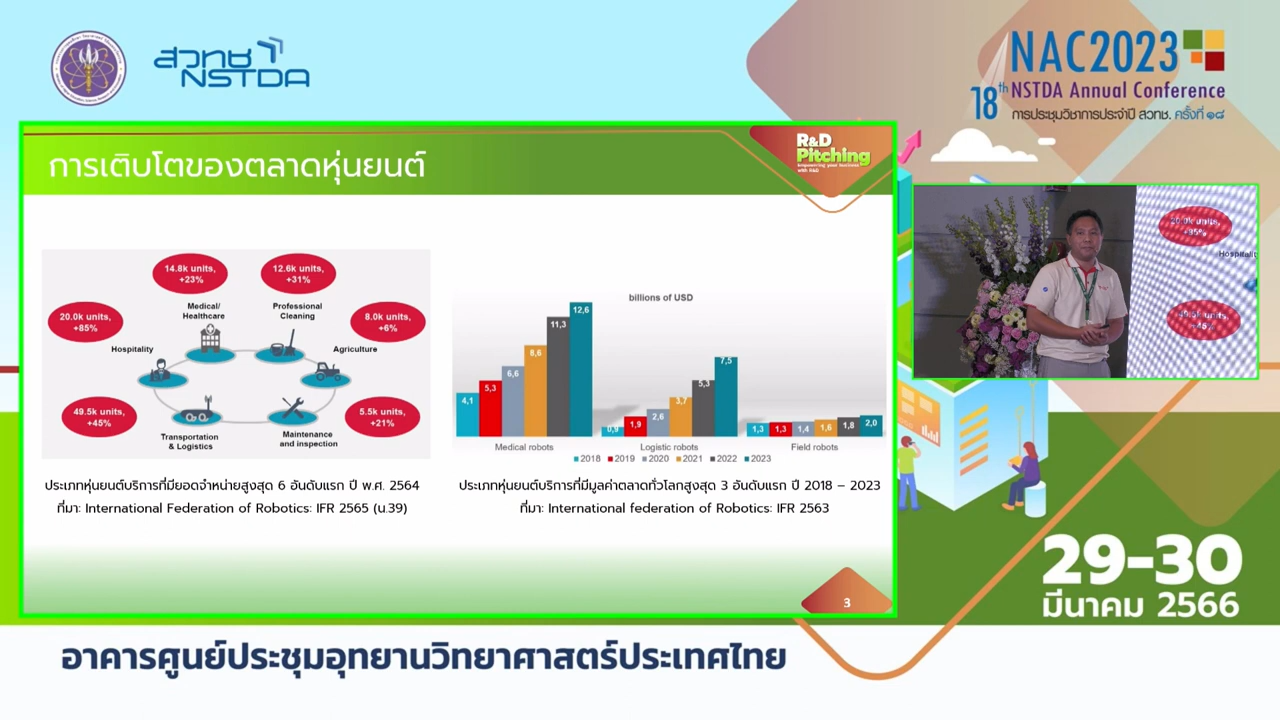 สวทช
NSTDA
NAC2023
18th NSTDA Annual Conference
การประชุมวิชาการประจำปี สวทช. ครั้งที่ ๑๘
การเติบโตของตลาดหุ่นยนต์
R&D
Pitching
Empowering your business
with R&D
14.8k units,
+23%
12.6k units,
+31%
20.0k units,
+85%
8.0k units,
+6%
Medical/
Healthcare
Professional
Cleaning
Hospitality
Agriculture
49.5k units,
+45%
5.5k units,
+21%
Transportation
& Logistics
Maintenance
and inspection
billions of USD
4,1
5,3
6,6
8,6
11,3
12,6
0,9
1,9
2,6
3,7
5,3
7,5
1,3
1,3
1,4
1,6
1,8
2,0
Medical robots
Logistic robots
Field robots
2018 2019 2020 2021 2022 2023
ประเภทหุ่นยนต์บริการที่มียอดจำหน่ายสูงสุด 6 อันดับแรก ปี พ.ศ. 2564
ที่มา: International Federation of Robotics: IFR 2565 (น.39)
ประเภทหุ่นยนต์บริการที่มีมูลค่าตลาดทั่วโลกสูงสุด 3 อันดับแรก ปี 2018 – 2023
ที่มา: International federation of Robotics: IFR 2563
3
20.0k units,
+85%
Hospitalit
49.5k units,
+45%
29-30
มีนาคม 2566
อาคารศูนย์ประชุมอุทยานวิทยาศาสตร์ประเทศไทย